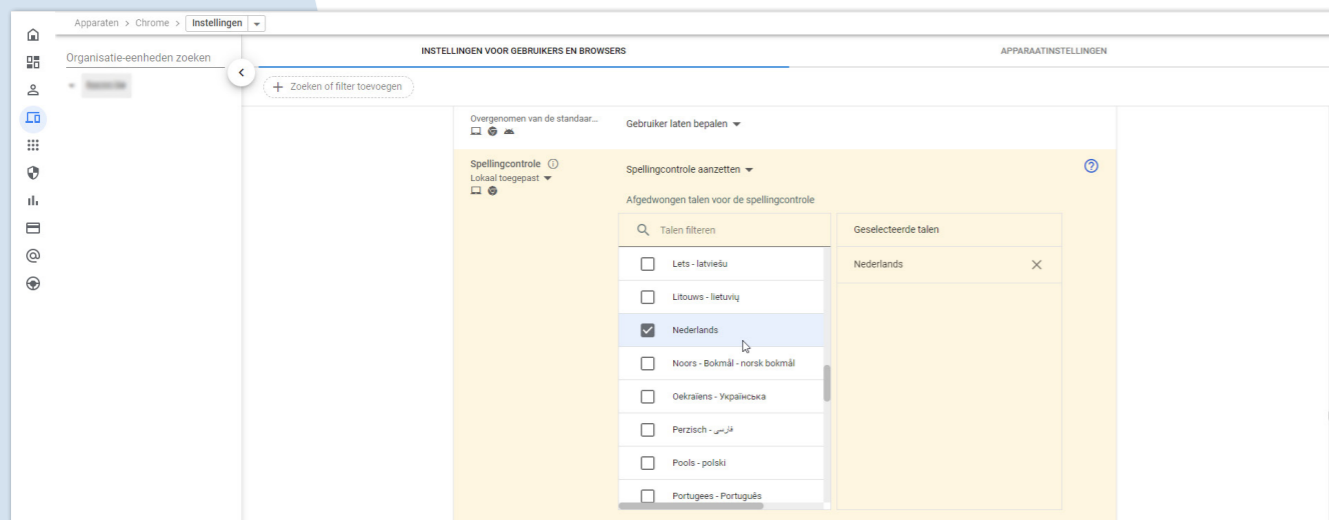 Apparaten > Chrome > Instellingen
Organisatie-eenheden zoeken
INSTELLINGEN VOOR GEBRUIKERS EN BROWSERS
APPARAATINSTELLINGEN
Zoeken of filter toevoegen
Overgenomen van de standaar...
Gebruiker laten bepalen
Spellingcontrole
Lokaal toegepast
Spellingcontrole aanzetten
Afgedwongen talen voor de spellingcontrole
Talen filteren
Geselecteerde talen
Lets - latviešu
Nederlands
Litouws - lietuvių
Nederlands
Noors - Bokmål - norsk bokmål
Oekraïens - Українська
Perzisch - فارسی
Pools - polski
Portugees - Português